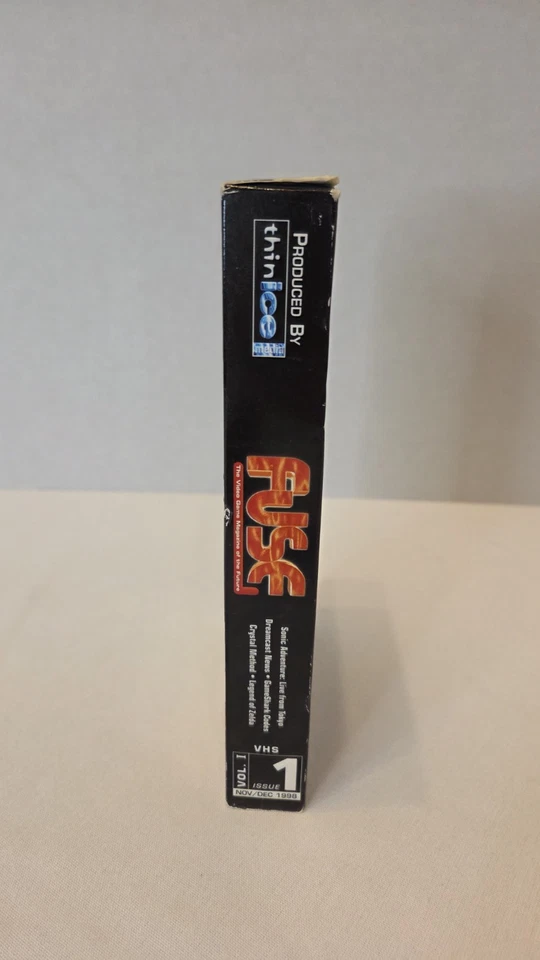 PRODUCED BY
thinIce
FUSE
The Video Game Magazine of the Future
Sonic Adventure: Live from Tokyo
Dreamcast News • GameShark Codes
Crystal Method • Legend of Zelda
VHS
VOL. I
ISSUE 1
NOV/DEC 1998